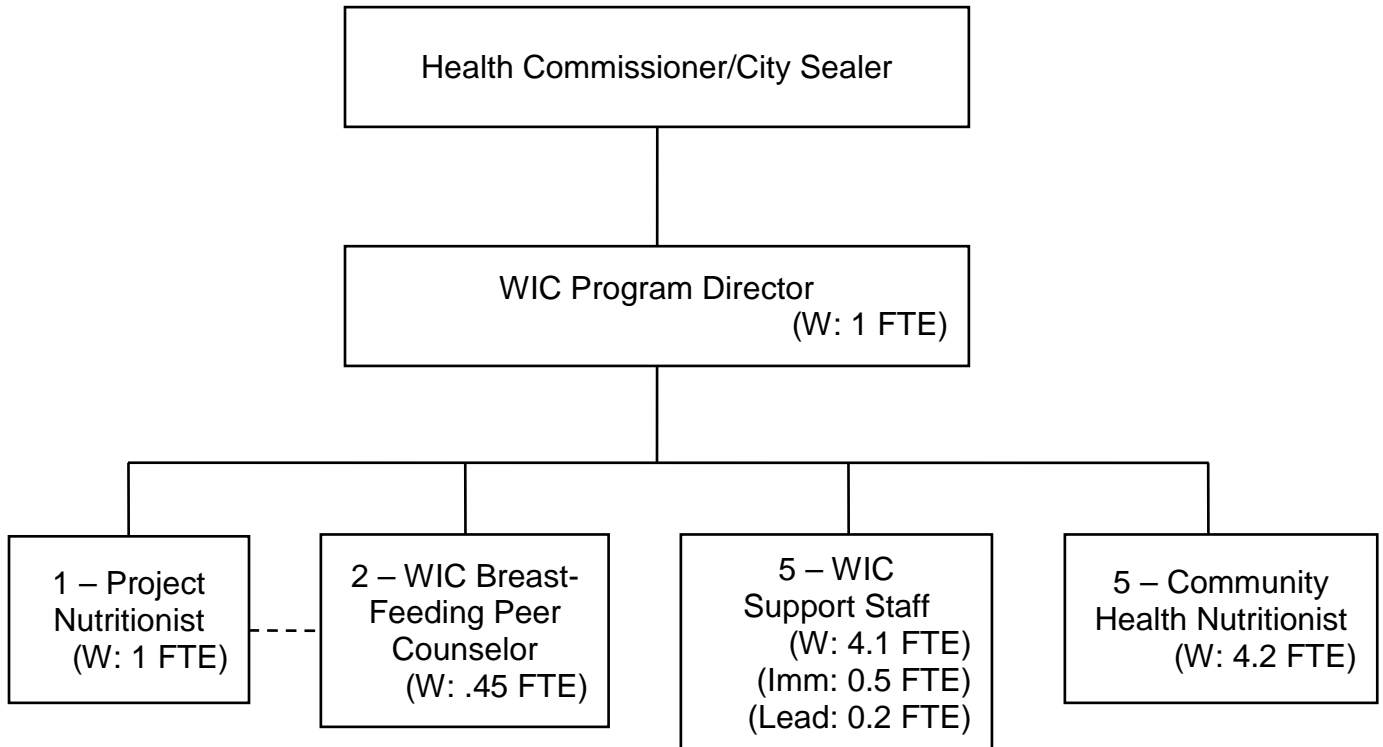 Health Commissioner/City Sealer
WIC Program Director
(W: 1 FTE)
1 – Project
Nutritionist
(W: 1 FTE)
2 – WIC Breast-
Feeding Peer
Counselor
(W: .45 FTE)
5 – WIC
Support Staff
(W: 4.1 FTE)
(Imm: 0.5 FTE)
(Lead: 0.2 FTE)
5 – Community
Health Nutritionist
(W: 4.2 FTE)